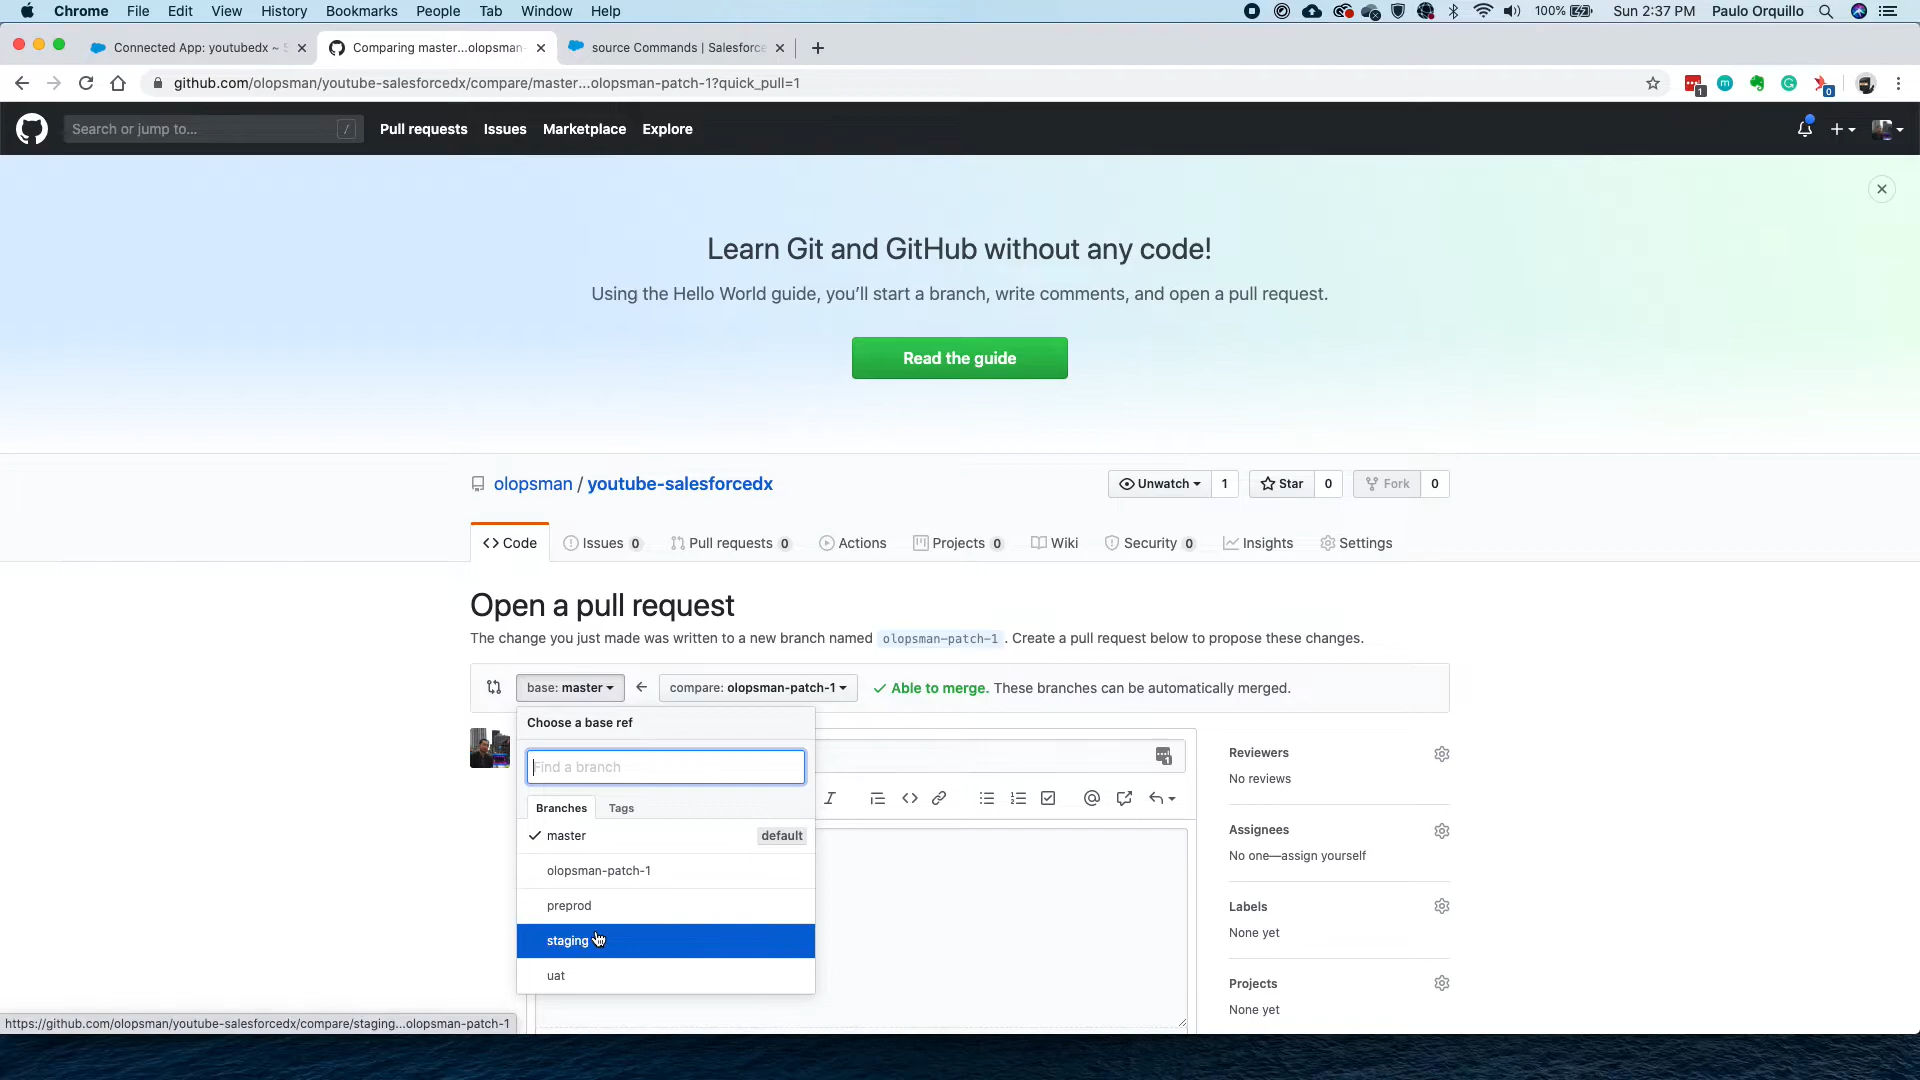 Chrome File Edit View History Bookmarks People Tab Window Help 100% Sun 2:37 PM Paulo Orquillo
Connected App: youtubedx ~ S Comparing master...olopsman- source Commands | Salesforce
github.com/olopsman/youtube-salesforcedx/compare/master...olopsman-patch-1?quick_pull=1
1 0
Search or jump to... / Pull requests Issues Marketplace Explore
Learn Git and GitHub without any code!
Using the Hello World guide, you’ll start a branch, write comments, and open a pull request.
Read the guide
olopsman / youtube-salesforcedx Unwatch 1 Star 0 Fork 0
Code Issues 0 Pull requests 0 Actions Projects 0 Wiki Security 0 Insights Settings
Open a pull request
The change you just made was written to a new branch named olopsman-patch-1 . Create a pull request below to propose these changes.
base: master compare: olopsman-patch-1 Able to merge. These branches can be automatically merged.
Choose a base ref
Find a branch
Branches Tags
master default
olopsman-patch-1
preprod
staging
uat
Reviewers
No reviews
Assignees
No one—assign yourself
Labels
None yet
Projects
None yet
https://github.com/olopsman/youtube-salesforcedx/compare/staging...olopsman-patch-1